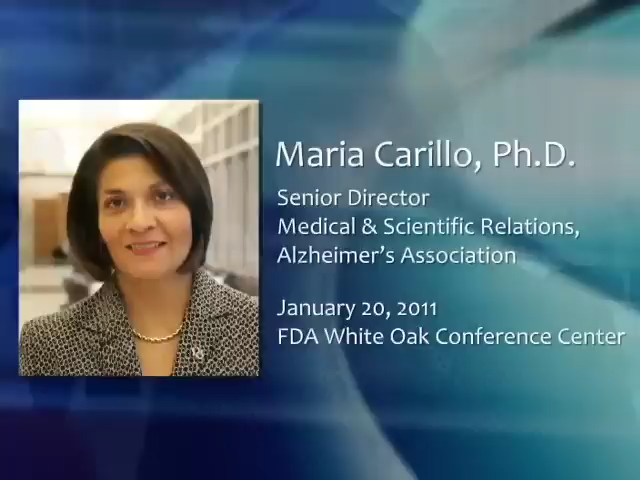 Maria Carillo, Ph.D.
Senior Director
Medical & Scientific Relations,
Alzheimer's Association
January 20, 2011
FDA White Oak Conference Center